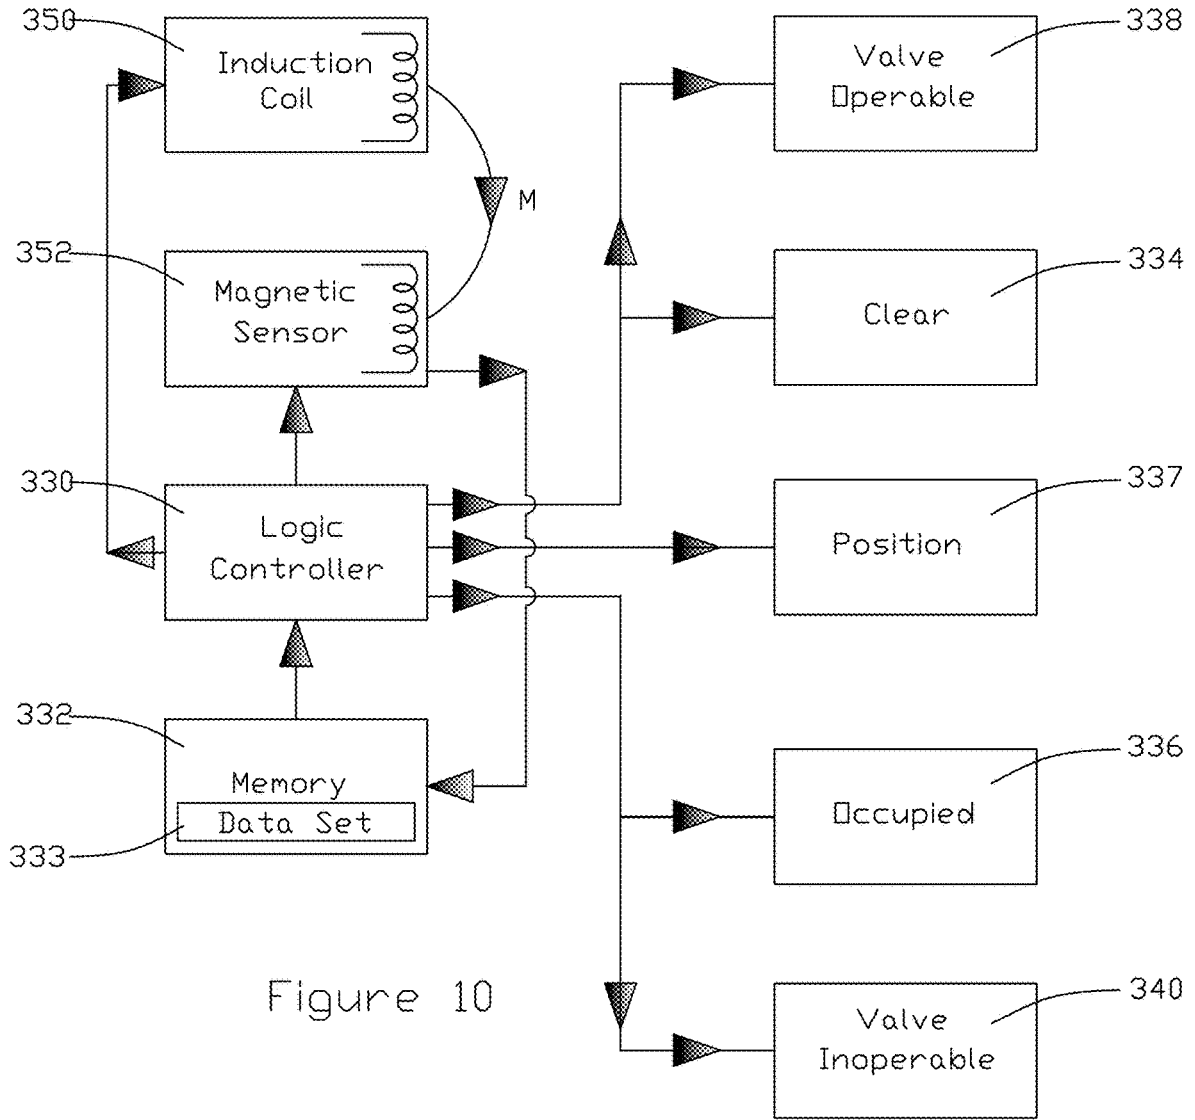 350
Induction
Coil
338
Valve
Operable
M
352
Magnetic
Sensor
334
Clear
330
Logic
Controller
337
Position
332
Memory
Data Set
333
336
Occupied
340
Valve
Inoperable
Figure 10